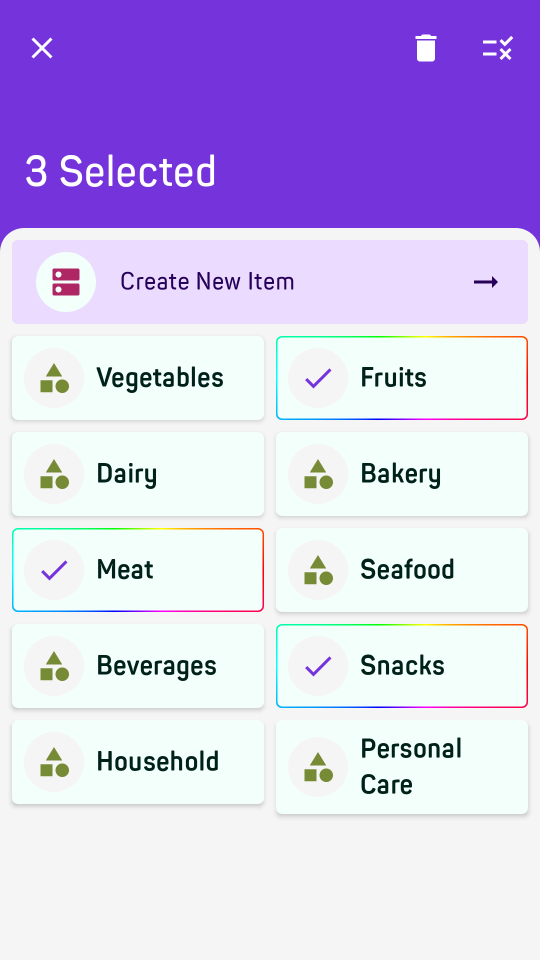 3 Selected
Create New Item
Vegetables
Fruits
Dairy
Bakery
Meat
Seafood
Beverages
Snacks
Household
Personal
Care